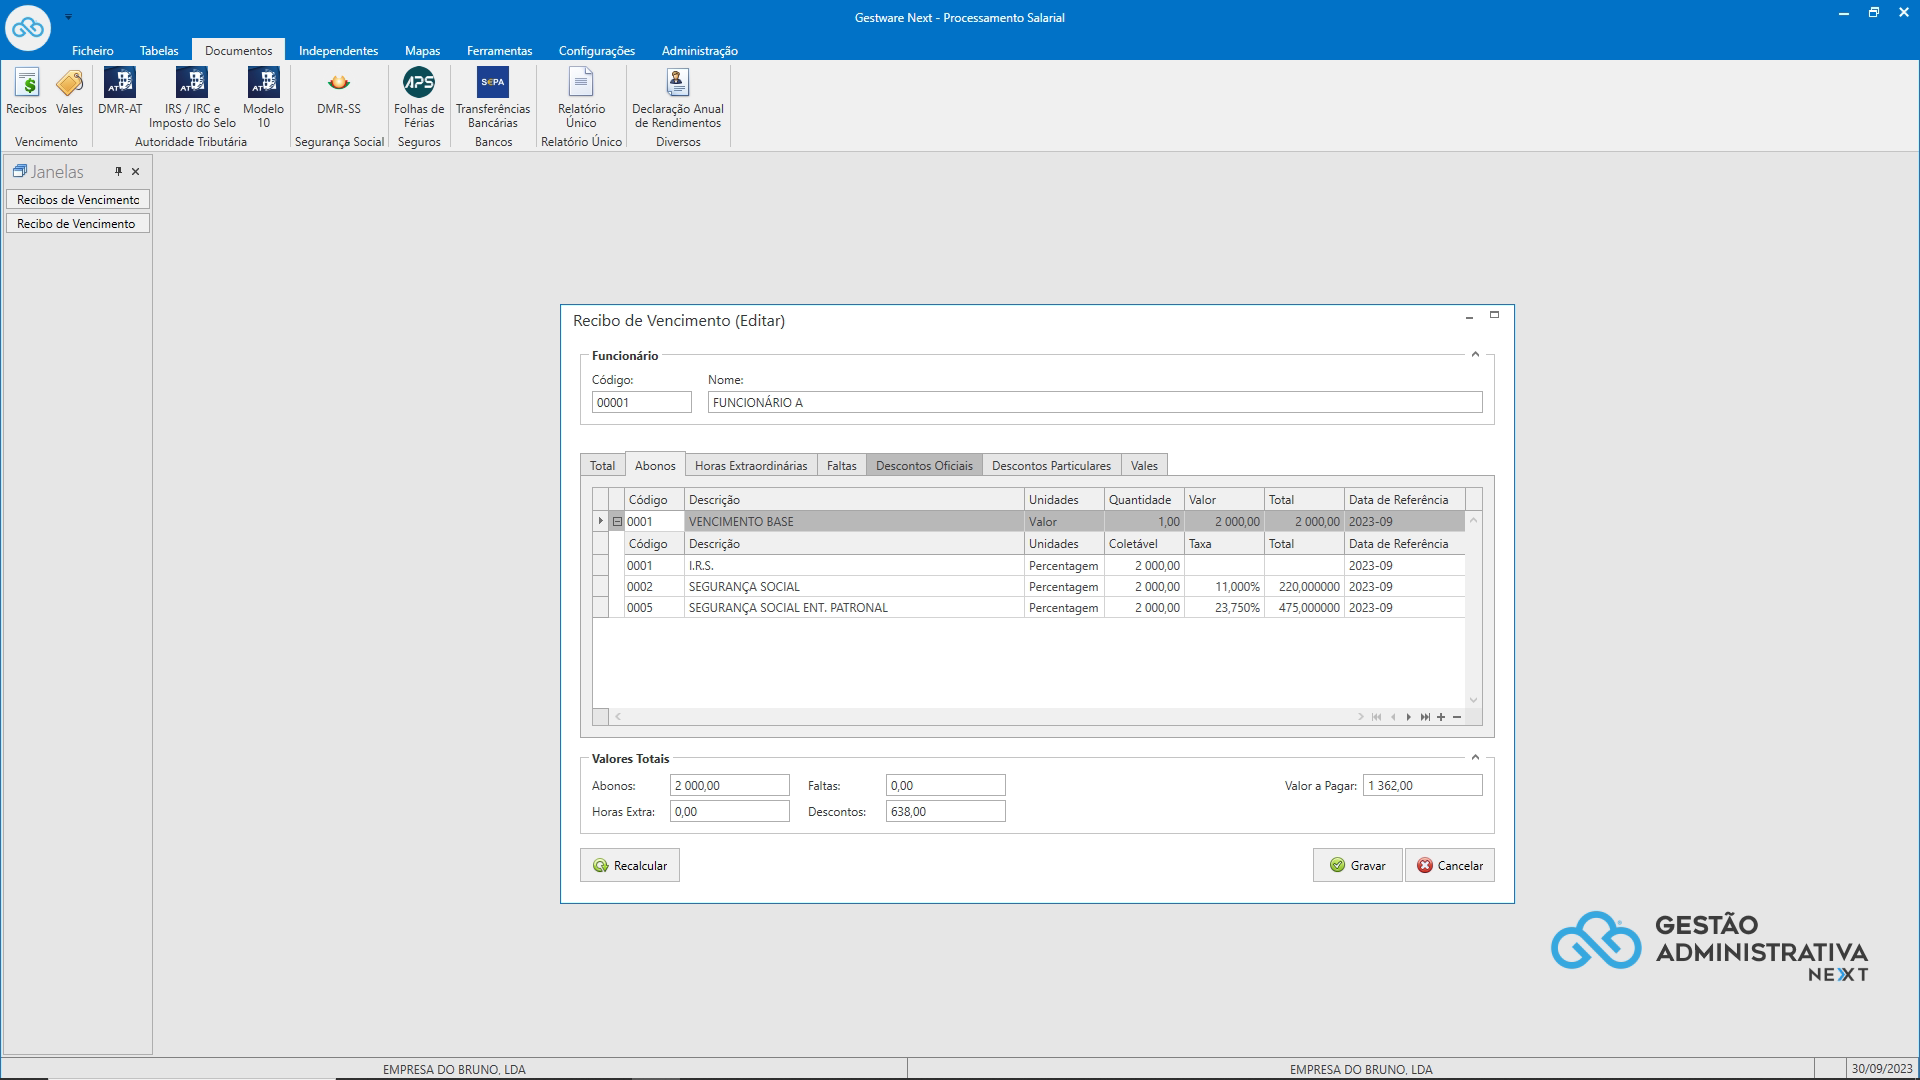 Gestware Next - Processamento Salarial
Ficheiro Tabelas Documentos Independentes Mapas Ferramentas Configurações Administração
Recibos Vales DMR-AT IRS / IRC e Imposto do Selo Modelo 10 DMR-SS Folhas de Férias Transferências Bancárias Relatório Único Declaração Anual de Rendimentos
AT AT AT APS SEPA
Vencimento Autoridade Tributária Segurança Social Seguros Bancos Relatório Único Diversos
Janelas
Recibos de Vencimento
Recibo de Vencimento
Recibo de Vencimento (Editar)
Funcionário
Código: Nome:
00001 FUNCIONÁRIO A
Total Abonos Horas Extraordinárias Faltas Descontos Oficiais Descontos Particulares Vales
Código Descrição Unidades Quantidade Valor Total Data de Referência
0001 VENCIMENTO BASE Valor 1,00 2 000,00 2 000,00 2023-09
Código Descrição Unidades Coletável Taxa Total Data de Referência
0001 I.R.S. Percentagem 2 000,00 2023-09
0002 SEGURANÇA SOCIAL Percentagem 2 000,00 11,000% 220,000000 2023-09
0005 SEGURANÇA SOCIAL ENT. PATRONAL Percentagem 2 000,00 23,750% 475,000000 2023-09
Valores Totais
Abonos: 2 000,00 Faltas: 0,00 Valor a Pagar: 1 362,00
Horas Extra: 0,00 Descontos: 638,00
Recalcular Gravar Cancelar
GESTÃO
ADMINISTRATIVA
NEXT
EMPRESA DO BRUNO, LDA EMPRESA DO BRUNO, LDA 30/09/2023